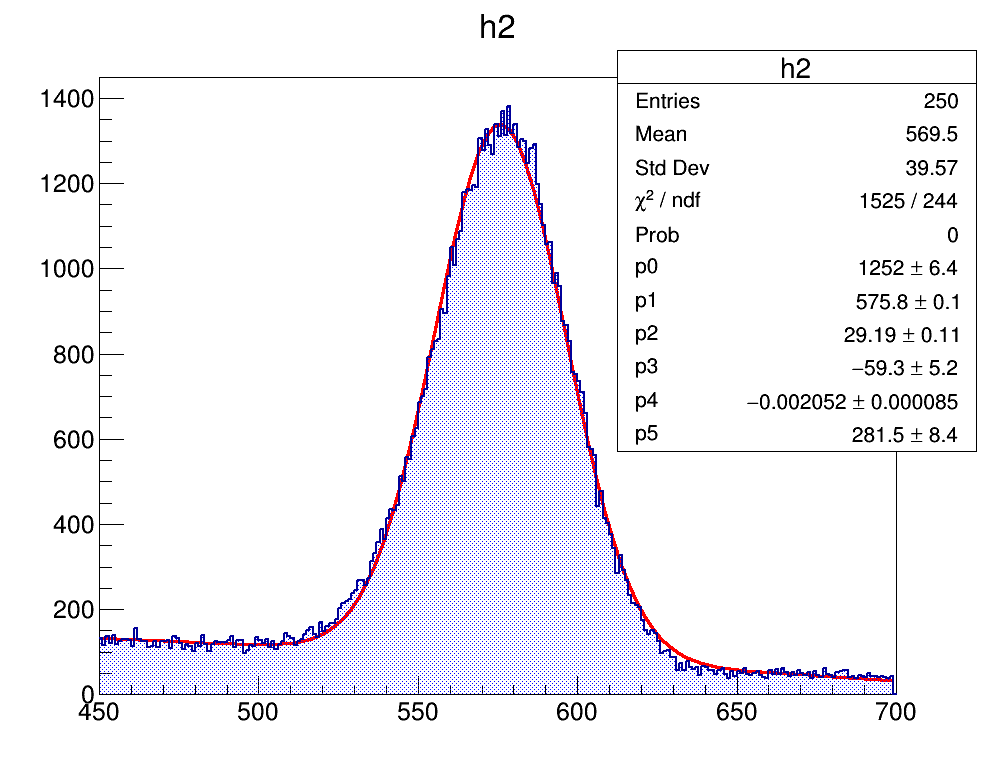 h2
h2
Entries 250
Mean 569.5
Std Dev 39.57
χ² / ndf 1525 / 244
Prob 0
p0 1252 ± 6.4
p1 575.8 ± 0.1
p2 29.19 ± 0.11
p3 −59.3 ± 5.2
p4 −0.002052 ± 0.000085
p5 281.5 ± 8.4
1400
1200
1000
800
600
400
200
0
450 500 550 600 650 700